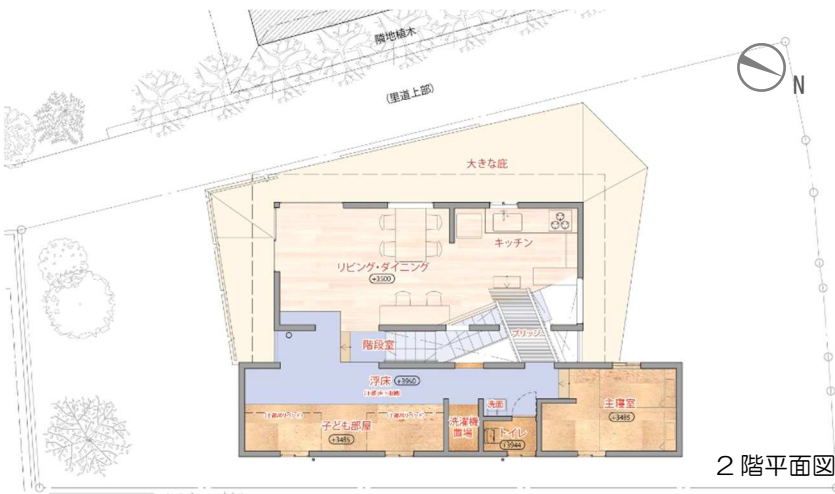 隣地植木
(里道上部)
N
大きな庇
キッチン
リビング・ダイニング
+3500
ブリッジ
階段室
浮床 +3960
洗面
主寝室
+3485
子ども部屋
+3485
洗濯機
置場
トイレ
+3944
2階平面図